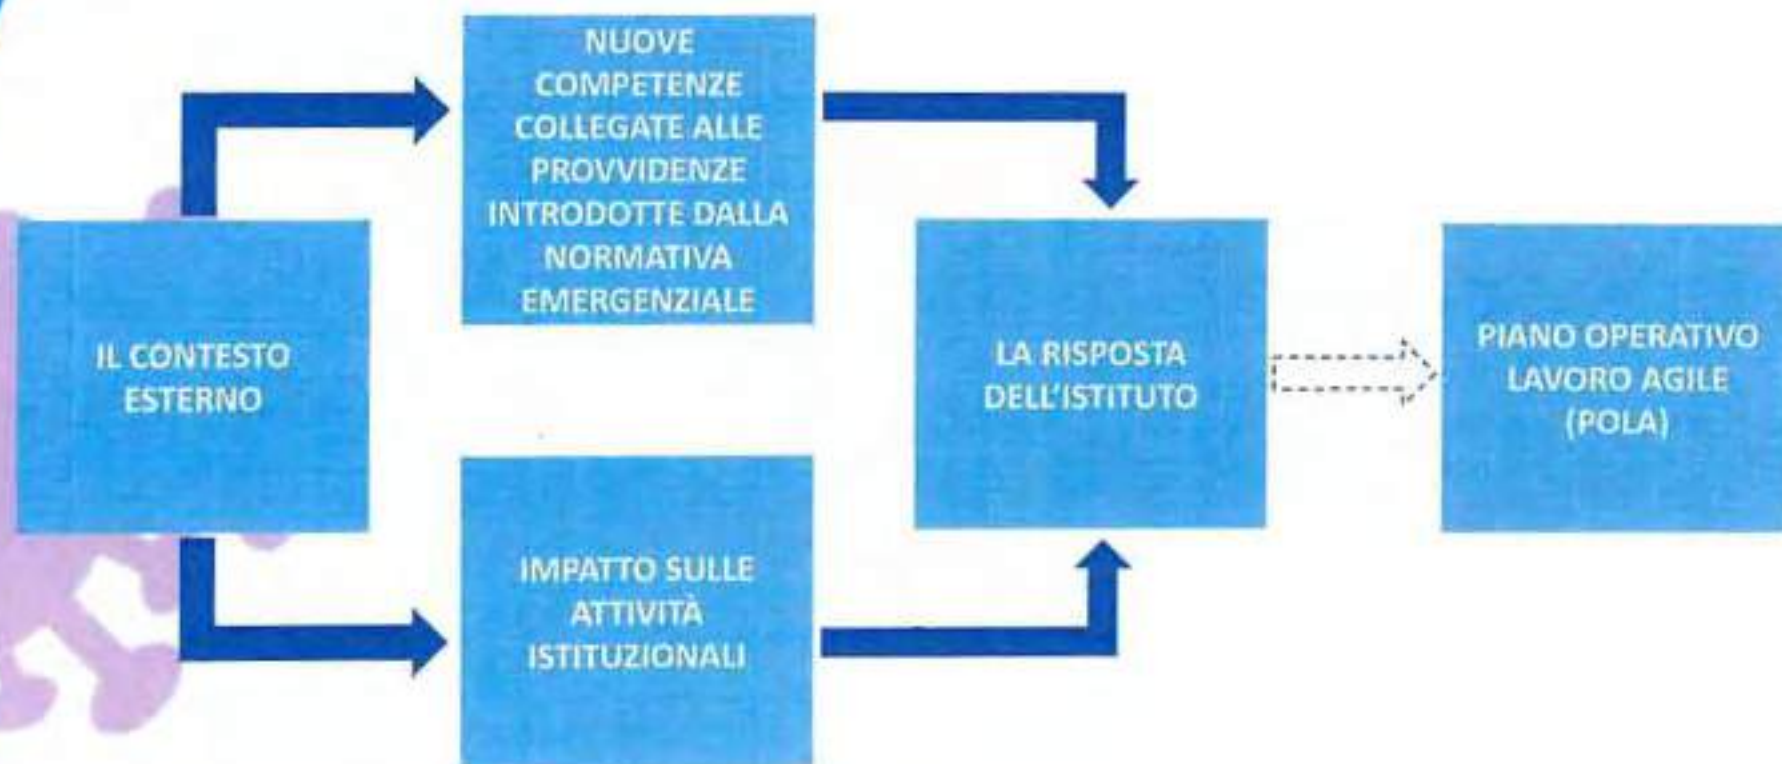 NUOVE
COMPETENZE
COLLEGATE ALLE
PROVVIDENZE
INTRODOTTE DALLA
NORMATIVA
EMERGENZIALE
IL CONTESTO
ESTERNO
IMPATTO SULLE
ATTIVITÀ
ISTITUZIONALI
LA RISPOSTA
DELL'ISTITUTO
PIANO OPERATIVO
LAVORO AGILE
(POLA)